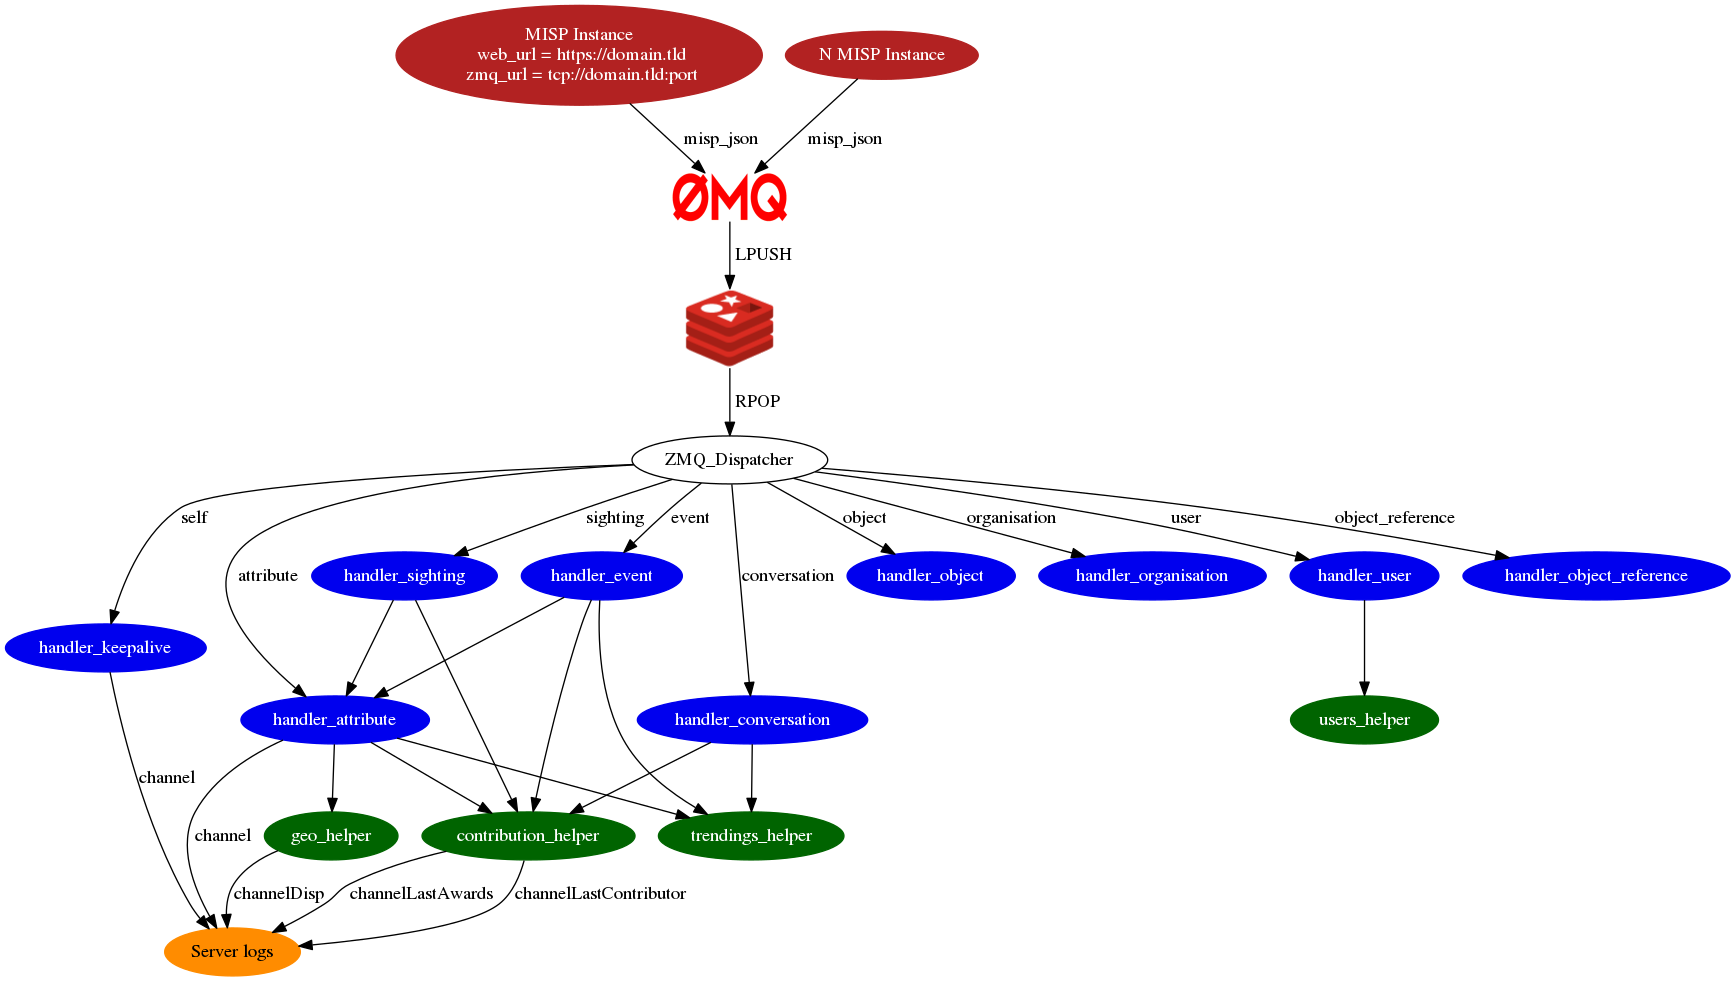 MISP Instance
web_url = https://domain.tld
zmq_url = tcp://domain.tld:port
N MISP Instance
misp_json
misp_json
ØMQ
LPUSH
RPOP
ZMQ_Dispatcher
self
sighting
event
object
organisation
user
object_reference
attribute
handler_sighting
handler_event
conversation
handler_object
handler_organisation
handler_user
handler_object_reference
handler_keepalive
handler_attribute
handler_conversation
users_helper
channel
channel
geo_helper
contribution_helper
trendings_helper
channelDisp
channelLastAwards
channelLastContributor
Server logs